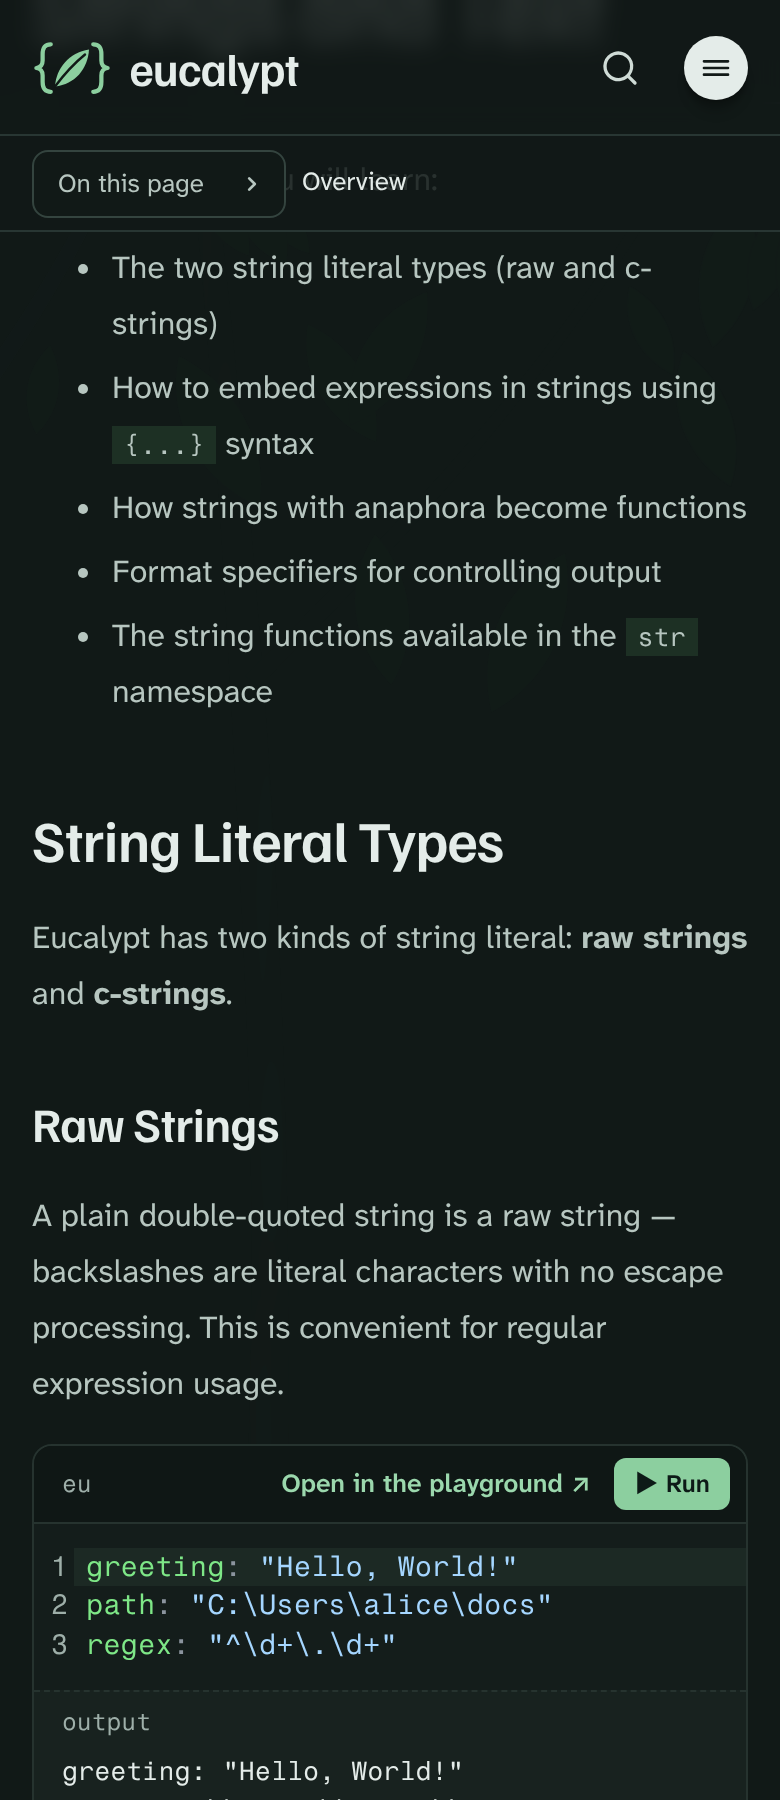 eucalypt
On this page
Overview
The two string literal types (raw and c-
strings)
How to embed expressions in strings using
{...} syntax
How strings with anaphora become functions
Format specifiers for controlling output
The string functions available in the str
namespace
String Literal Types
Eucalypt has two kinds of string literal: raw strings
and c-strings.
Raw Strings
A plain double-quoted string is a raw string —
backslashes are literal characters with no escape
processing. This is convenient for regular
expression usage.
eu
Open in the playground ↗
▶ Run
1 greeting: "Hello, World!"
2 path: "C:\Users\alice\docs"
3 regex: "^\d+\.\d+"
output
greeting: "Hello, World!"